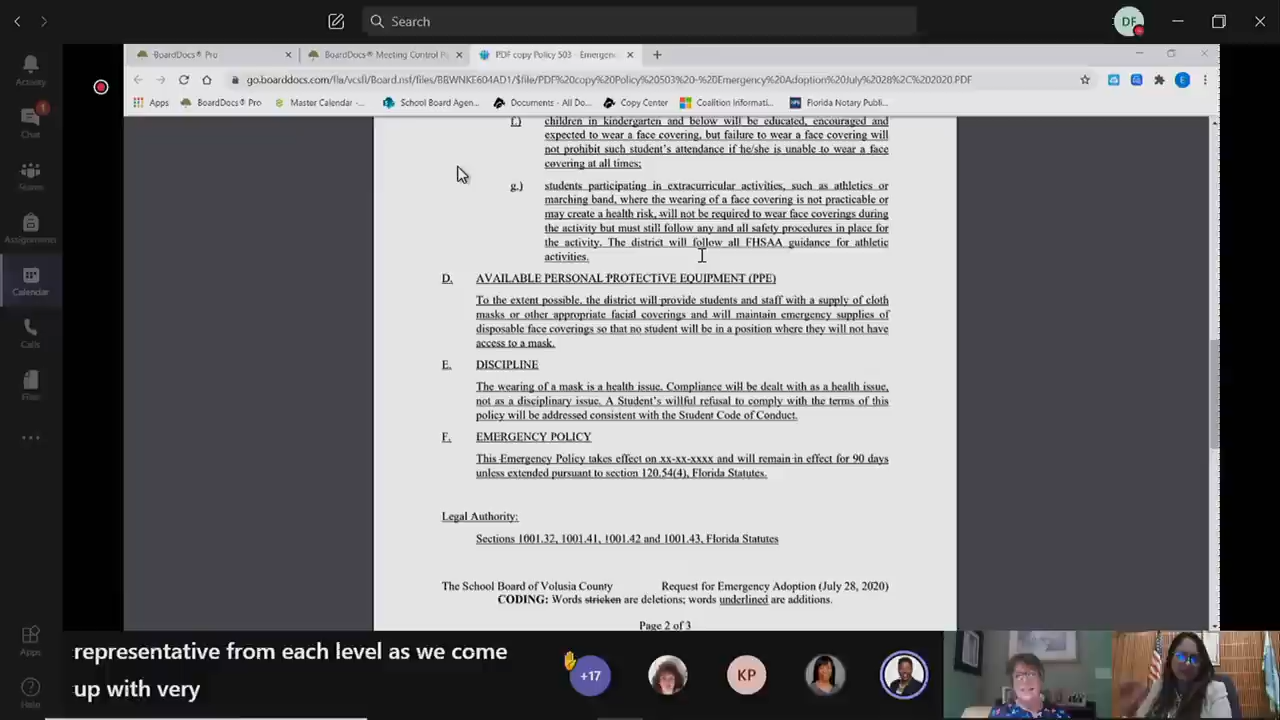 Search
DF
BoardDocs® Pro
BoardDocs® Meeting Control P
PDF copy Policy 503 - Emergen
go.boarddocs.com/fla/vcsfl/Board.nsf/files/BBWNKE604AD1/$file/PDF%20copy%20Policy%20503%20-%20Emergency%20Adoption%20July%2028%2C%202020.PDF
E
Apps
BoardDocs® Pro
Master Calendar -...
School Board Agen...
Documents - All Do...
Copy Center
Coalition Informati...
Florida Notary Publi...
Activity
1
Chat
Teams
Assignments
Calendar
Calls
Files
Apps
Help
f.) children in kindergarten and below will be educated, encouraged and
expected to wear a face covering, but failure to wear a face covering will
not prohibit such student's attendance if he/she is unable to wear a face
covering at all times;
g.) students participating in extracurricular activities, such as athletics or
marching band, where the wearing of a face covering is not practicable or
may create a health risk, will not be required to wear face coverings during
the activity but must still follow any and all safety procedures in place for
the activity. The district will follow all FHSAA guidance for athletic
activities.
D. AVAILABLE PERSONAL PROTECTIVE EQUIPMENT (PPE)
To the extent possible, the district will provide students and staff with a supply of cloth
masks or other appropriate facial coverings and will maintain emergency supplies of
disposable face coverings so that no student will be in a position where they will not have
access to a mask.
E. DISCIPLINE
The wearing of a mask is a health issue. Compliance will be dealt with as a health issue,
not as a disciplinary issue. A Student's willful refusal to comply with the terms of this
policy will be addressed consistent with the Student Code of Conduct.
F. EMERGENCY POLICY
This Emergency Policy takes effect on xx-xx-xxxx and will remain in effect for 90 days
unless extended pursuant to section 120.54(4), Florida Statutes.
Legal Authority:
Sections 1001.32, 1001.41, 1001.42 and 1001.43, Florida Statutes
The School Board of Volusia County Request for Emergency Adoption (July 28, 2020)
CODING: Words stricken are deletions; words underlined are additions.
Page 2 of 3
representative from each level as we come
up with very
+17
KP